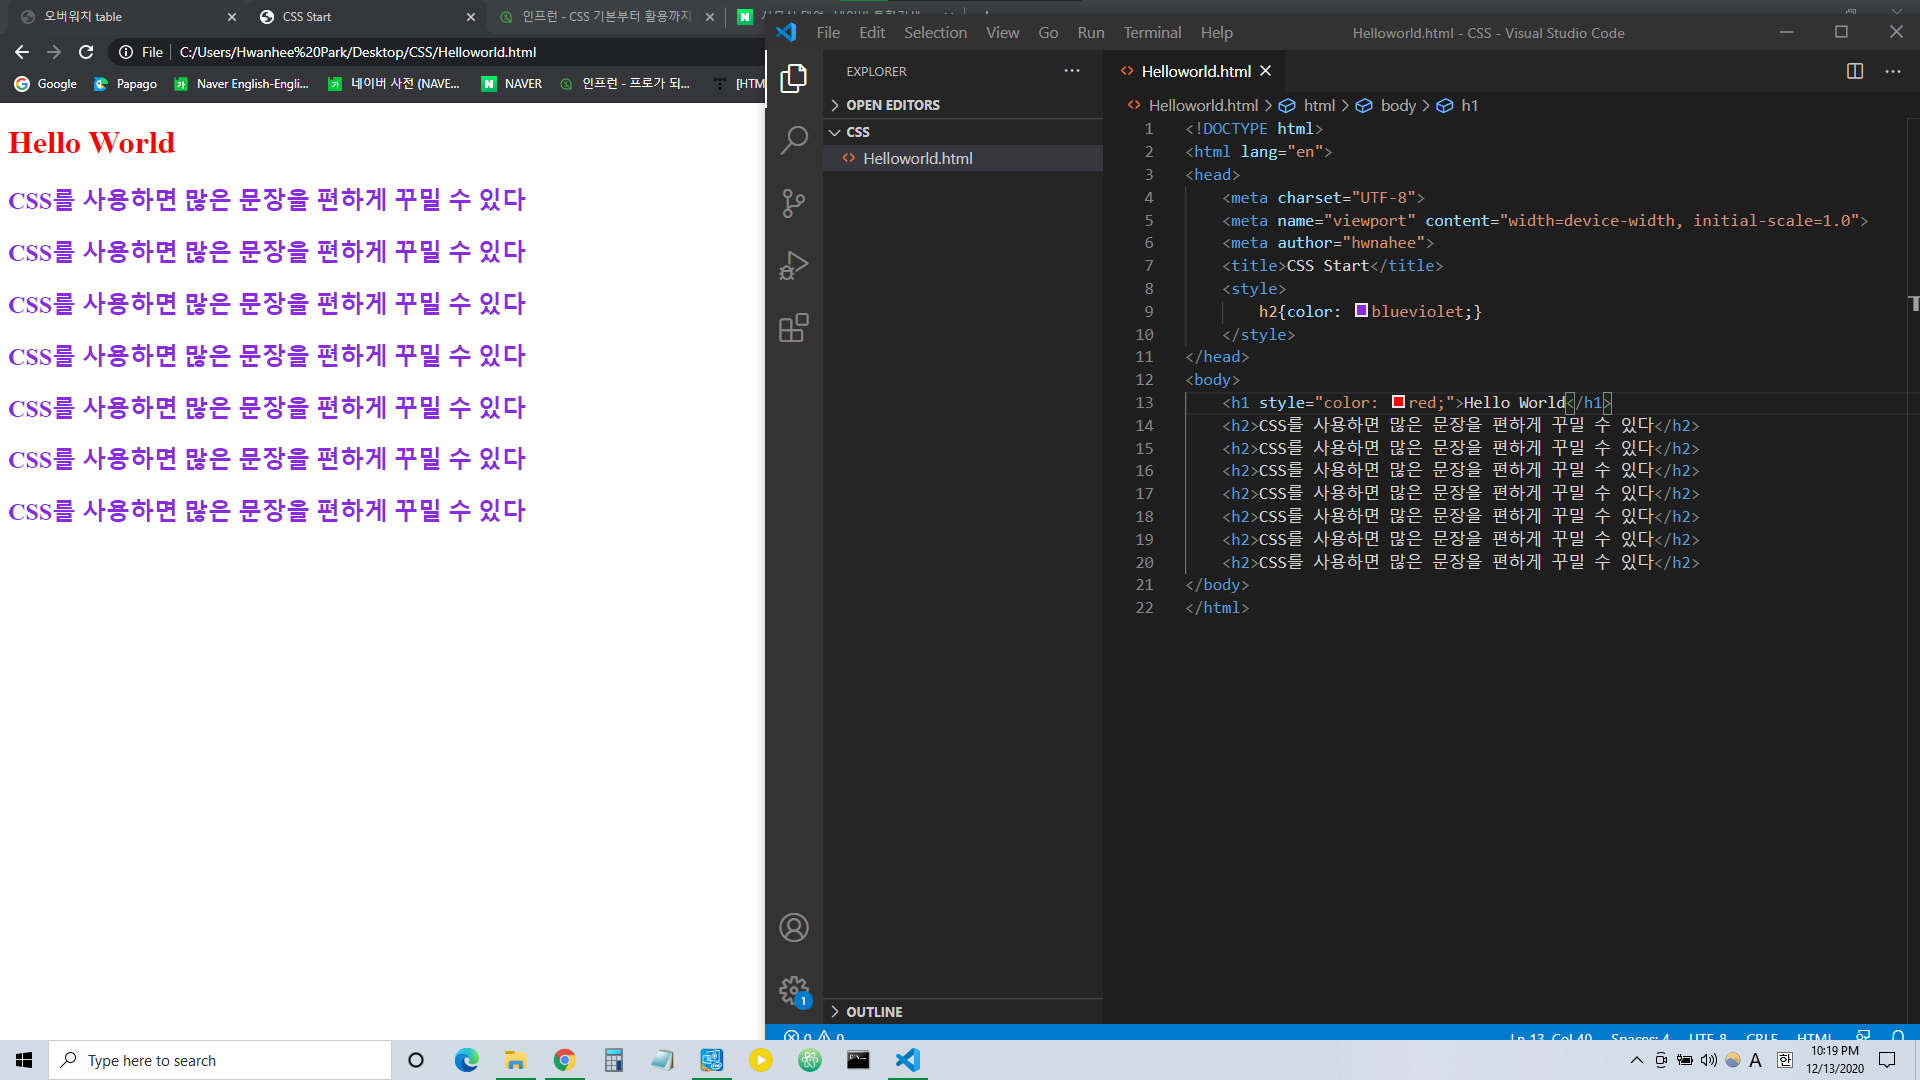 오버워치 table
CSS Start
인프런 - CSS 기본부터 활용까지
File C:/Users/Hwanhee%20Park/Desktop/CSS/Helloworld.html
Google Papago Naver English-Engli... 네이버 사전 (NAVE... NAVER 인프런 - 프로가 되... [HTM
Hello World
CSS를 사용하면 많은 문장을 편하게 꾸밀 수 있다
CSS를 사용하면 많은 문장을 편하게 꾸밀 수 있다
CSS를 사용하면 많은 문장을 편하게 꾸밀 수 있다
CSS를 사용하면 많은 문장을 편하게 꾸밀 수 있다
CSS를 사용하면 많은 문장을 편하게 꾸밀 수 있다
CSS를 사용하면 많은 문장을 편하게 꾸밀 수 있다
CSS를 사용하면 많은 문장을 편하게 꾸밀 수 있다
File Edit Selection View Go Run Terminal Help Helloworld.html - CSS - Visual Studio Code
EXPLORER
OPEN EDITORS
CSS
Helloworld.html
OUTLINE
1
Helloworld.html
Helloworld.html > html > body > h1
1 <!DOCTYPE html>
2 <html lang="en">
3 <head>
4 <meta charset="UTF-8">
5 <meta name="viewport" content="width=device-width, initial-scale=1.0">
6 <meta author="hwnahee">
7 <title>CSS Start</title>
8 <style>
9 h2{color: blueviolet;}
10 </style>
11 </head>
12 <body>
13 <h1 style="color: red;">Hello World</h1>
14 <h2>CSS를 사용하면 많은 문장을 편하게 꾸밀 수 있다</h2>
15 <h2>CSS를 사용하면 많은 문장을 편하게 꾸밀 수 있다</h2>
16 <h2>CSS를 사용하면 많은 문장을 편하게 꾸밀 수 있다</h2>
17 <h2>CSS를 사용하면 많은 문장을 편하게 꾸밀 수 있다</h2>
18 <h2>CSS를 사용하면 많은 문장을 편하게 꾸밀 수 있다</h2>
19 <h2>CSS를 사용하면 많은 문장을 편하게 꾸밀 수 있다</h2>
20 <h2>CSS를 사용하면 많은 문장을 편하게 꾸밀 수 있다</h2>
21 </body>
22 </html>
0 0 Ln 13, Col 40 Spaces: 4 UTF-8 CRLF HTML
Type here to search
A 한 10:19 PM
12/13/2020